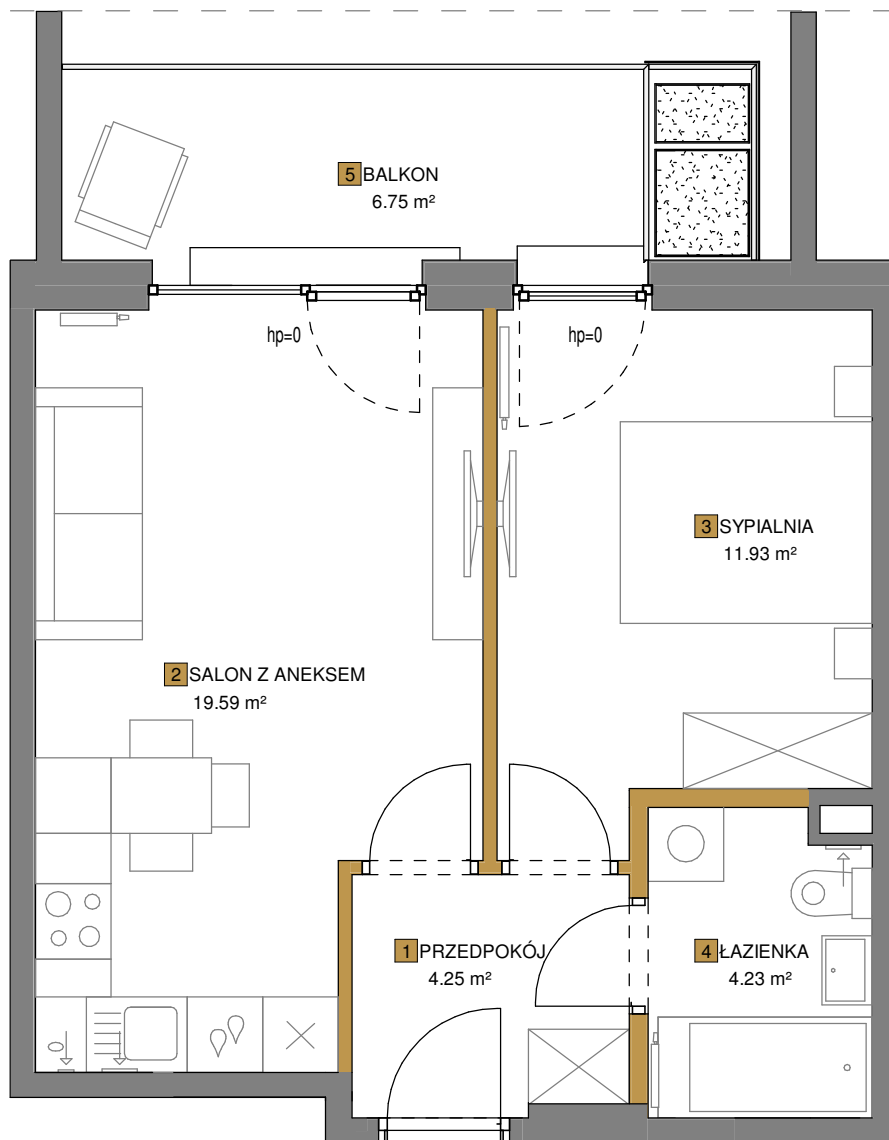 5 BALKON
6.75 m²
hp=0
hp=0
3 SYPIALNIA
11.93 m²
2 SALON Z ANEKSEM
19.59 m²
1 PRZEDPOKÓJ
4.25 m²
4 ŁAZIENKA
4.23 m²